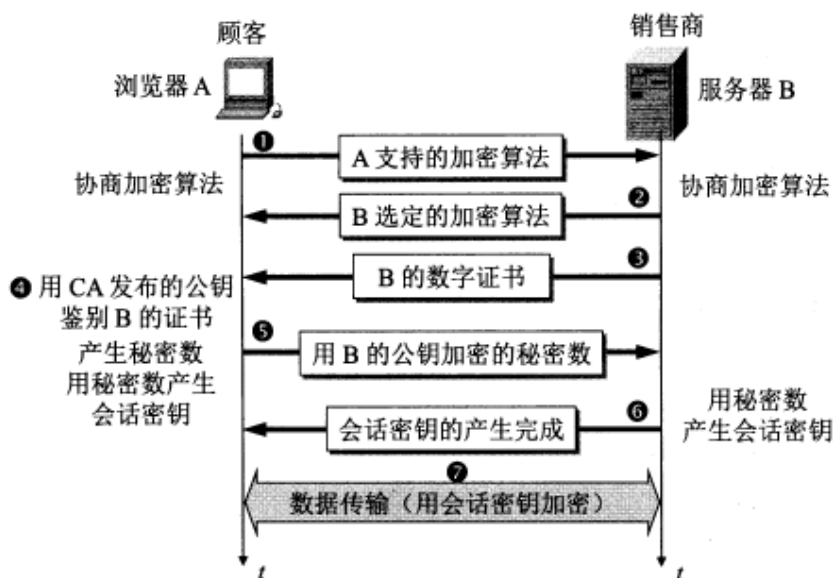 顾客
销售商
浏览器 A
服务器 B
❶
A 支持的加密算法
协商加密算法
协商加密算法
❷
B 选定的加密算法
❸
B 的数字证书
❹ 用 CA 发布的公钥
鉴别 B 的证书
❺
产生秘密数
用 B 的公钥加密的秘密数
用秘密数产生
会话密钥
❻
会话密钥的产生完成
用秘密数
产生会话密钥
❼
数据传输（用会话密钥加密）
t
t